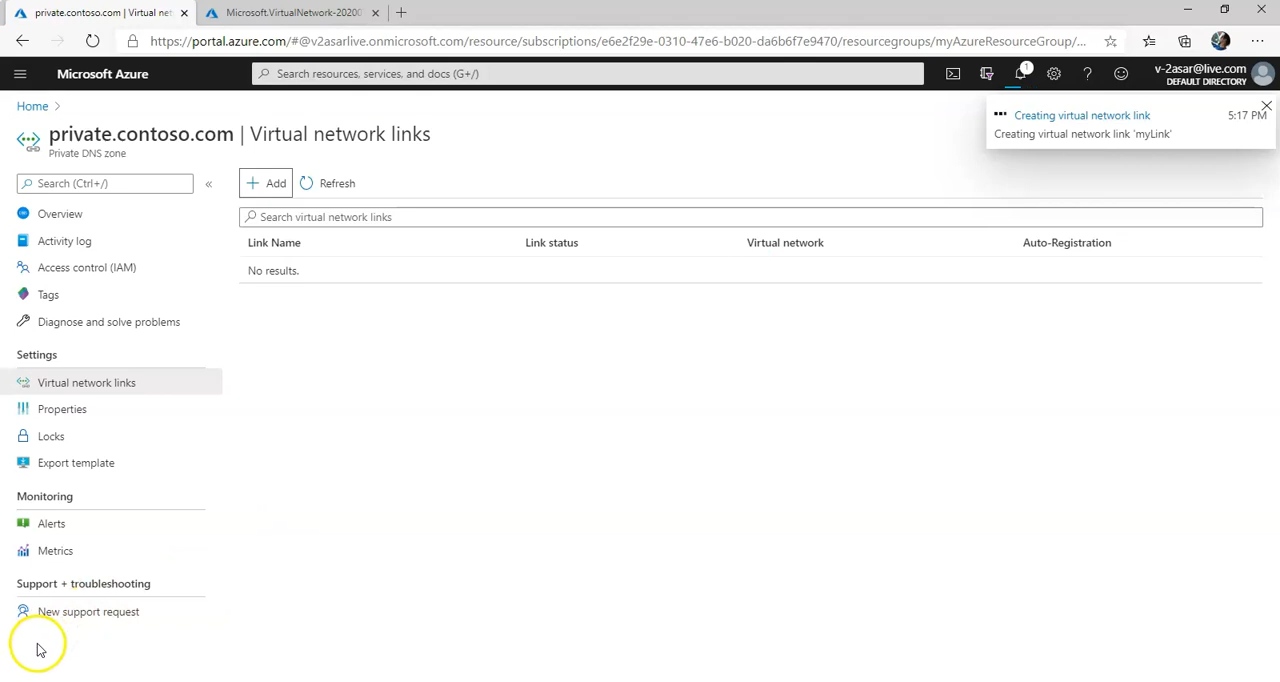 private.contoso.com | Virtual net
Microsoft.VirtualNetwork-20200
https://portal.azure.com/#@v2asarlive.onmicrosoft.com/resource/subscriptions/e6e2f29e-0310-47e6-b020-da6b6f7e9470/resourcegroups/myAzureResourceGroup/...
Microsoft Azure
Search resources, services, and docs (G+/)
1
v-2asar@live.com
DEFAULT DIRECTORY
Home
Creating virtual network link
5:17 PM
Creating virtual network link 'myLink'
private.contoso.com | Virtual network links
Private DNS zone
Search (Ctrl+/)
«
Add
Refresh
Overview
Search virtual network links
Activity log
Link Name
Link status
Virtual network
Auto-Registration
Access control (IAM)
No results.
Tags
Diagnose and solve problems
Settings
Virtual network links
Properties
Locks
Export template
Monitoring
Alerts
Metrics
Support + troubleshooting
New support request